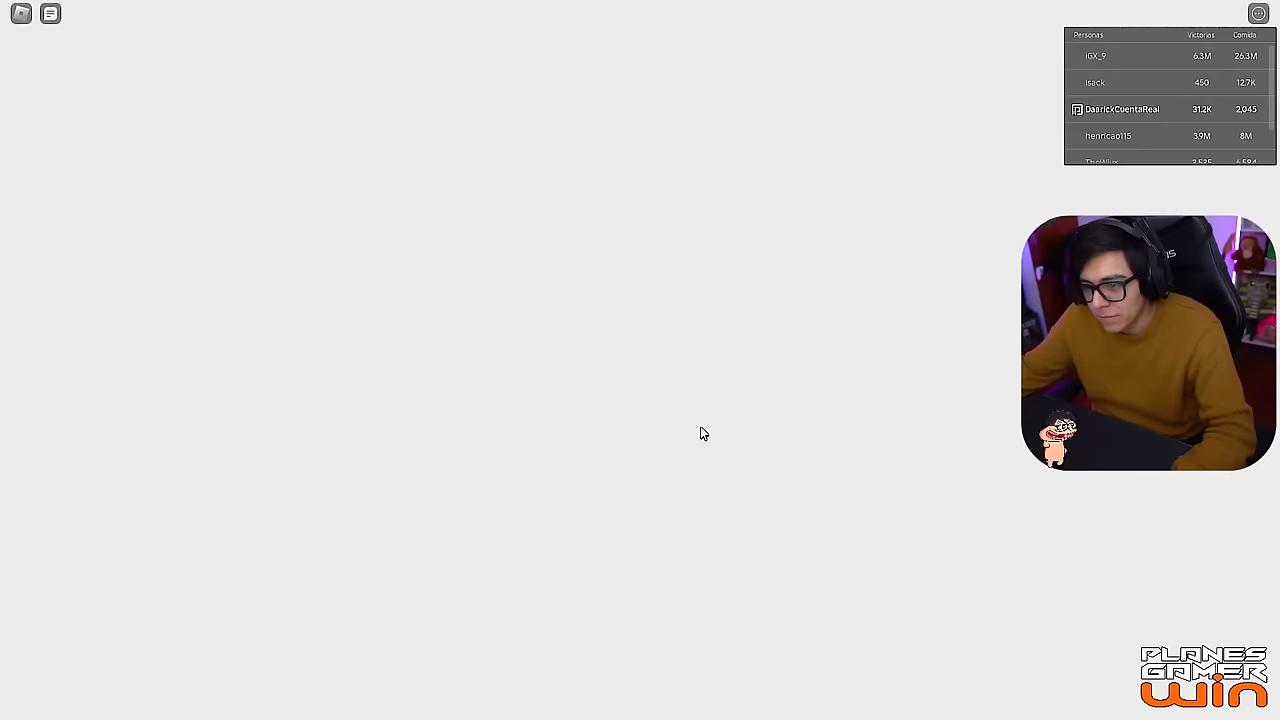 Personas Victorias Comida
IGX_9 6.3M 26.3M
Isack 450 12.7K
DaarickCuentaReal 31.2K 2,045
henricao115 3.9M 8M
PLANES
GAMER
win